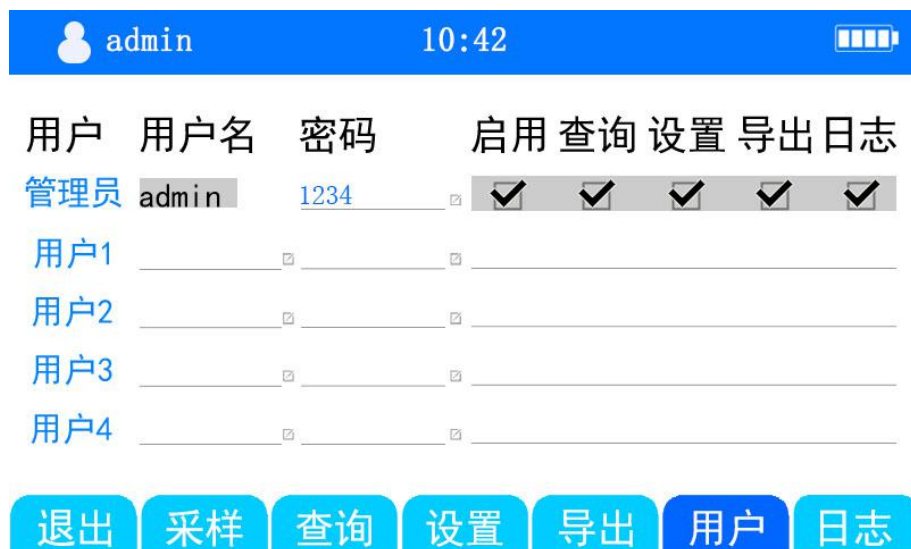 admin 10:42
用户 用户名 密码 启用 查询 设置 导出 日志
管理员 admin 1234
用户1
用户2
用户3
用户4
退出 采样 查询 设置 导出 用户 日志